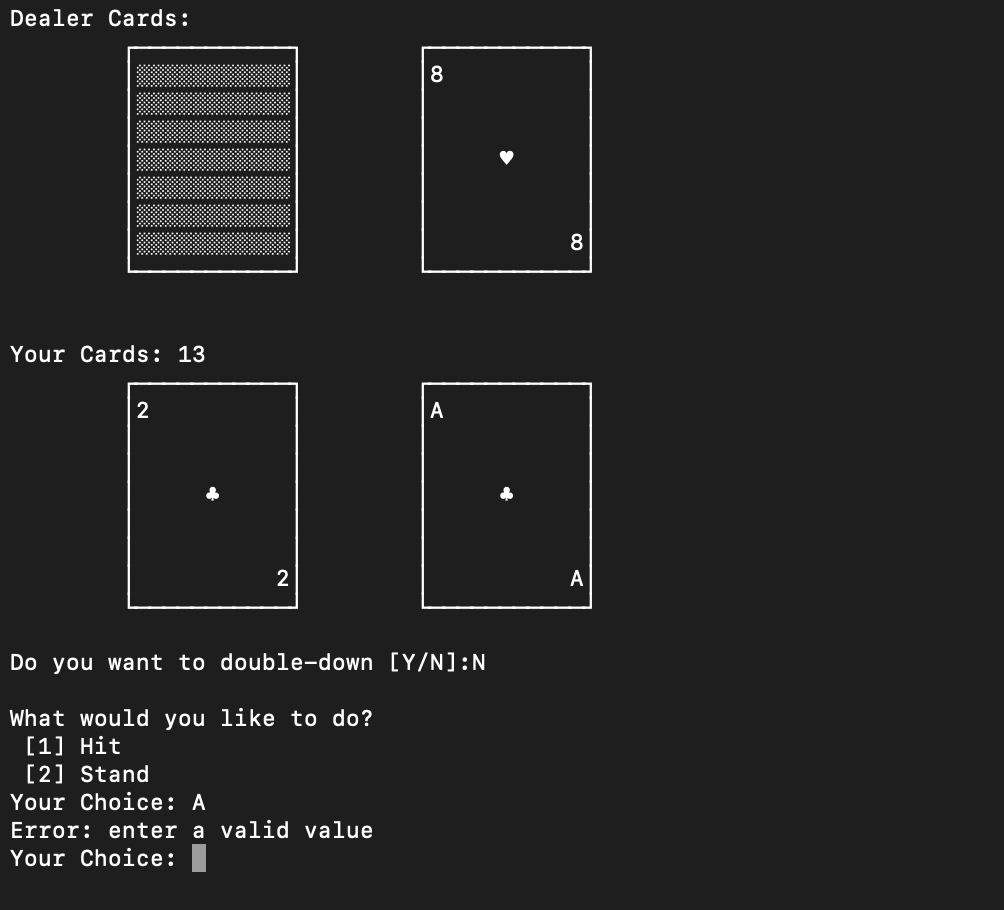 Dealer Cards:
8
♥
8
Your Cards: 13
2 A
♣ ♣
2 A
Do you want to double-down [Y/N]:N
What would you like to do?
[1] Hit
[2] Stand
Your Choice: A
Error: enter a valid value
Your Choice: